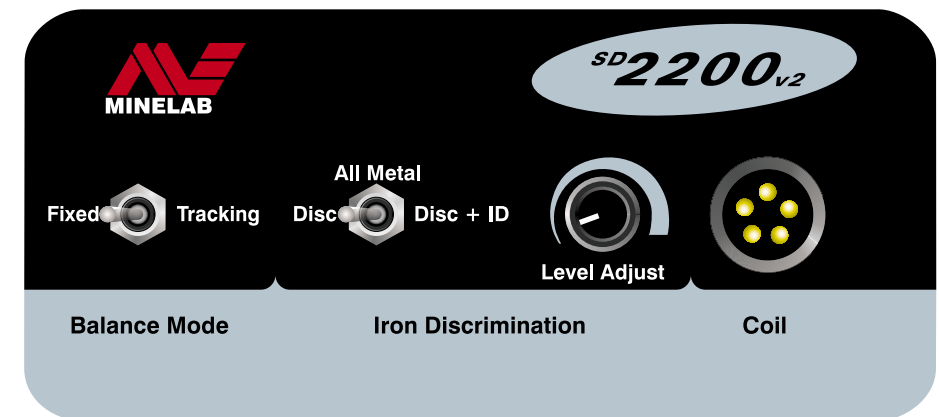 MINELAB
SD2200v2
All Metal
Fixed Tracking Disc Disc + ID
Level Adjust
Balance Mode Iron Discrimination Coil